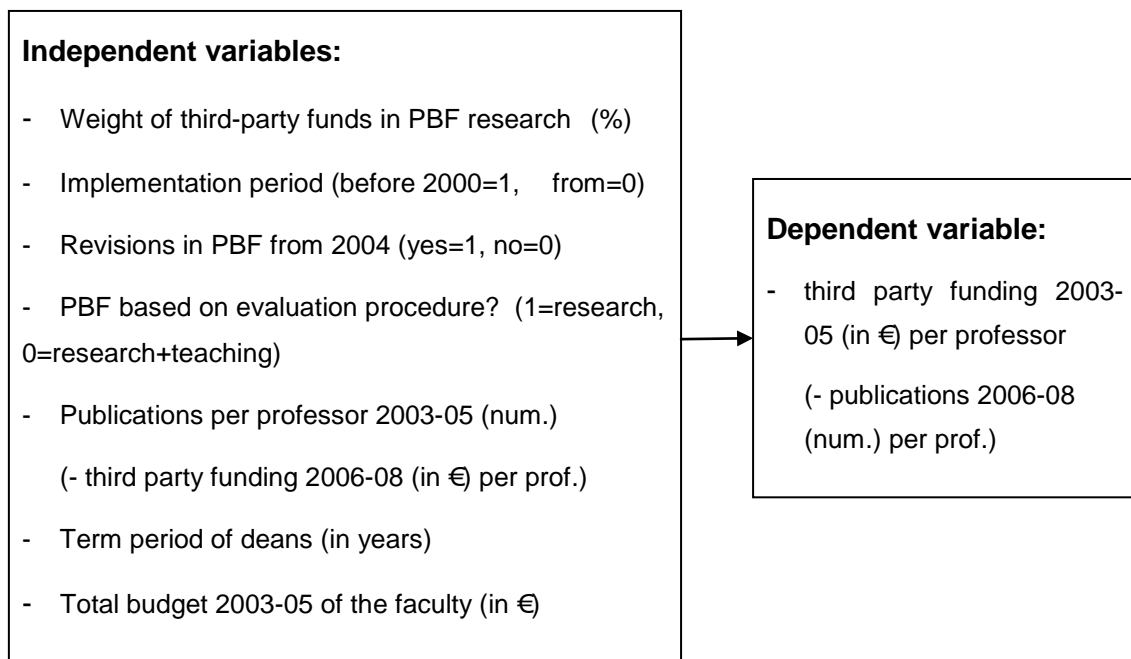 Independent variables:
- Weight of third-party funds in PBF research (%)
- Implementation period (before 2000=1, from=0)
- Revisions in PBF from 2004 (yes=1, no=0)
- PBF based on evaluation procedure? (1=research,
0=research+teaching)
- Publications per professor 2003-05 (num.)
(- third party funding 2006-08 (in €) per prof.)
- Term period of deans (in years)
- Total budget 2003-05 of the faculty (in €)
Dependent variable:
- third party funding 2003-
05 (in €) per professor
(- publications 2006-08
(num.) per prof.)